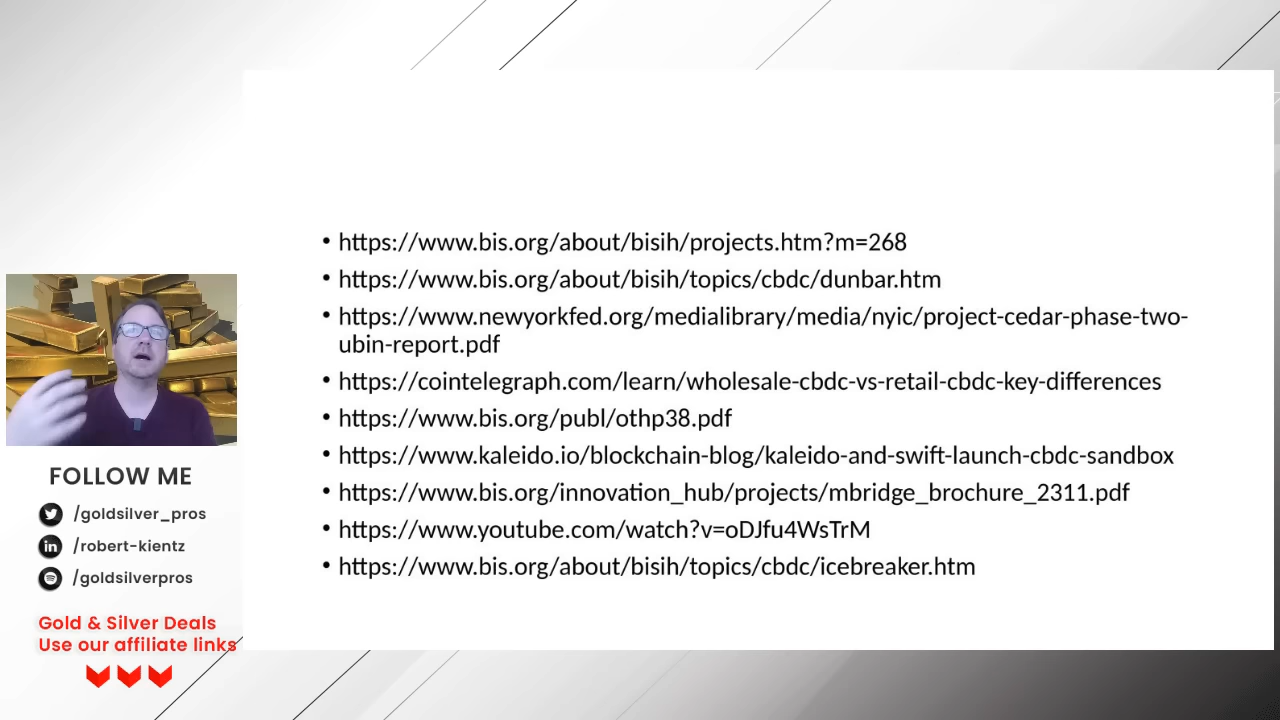 • https://www.bis.org/about/bisih/projects.htm?m=268
• https://www.bis.org/about/bisih/topics/cbdc/dunbar.htm
• https://www.newyorkfed.org/medialibrary/media/nyic/project-cedar-phase-two-
ubin-report.pdf
• https://cointelegraph.com/learn/wholesale-cbdc-vs-retail-cbdc-key-differences
• https://www.bis.org/publ/othp38.pdf
• https://www.kaleido.io/blockchain-blog/kaleido-and-swift-launch-cbdc-sandbox
• https://www.bis.org/innovation_hub/projects/mbridge_brochure_2311.pdf
• https://www.youtube.com/watch?v=oDJfu4WsTrM
• https://www.bis.org/about/bisih/topics/cbdc/icebreaker.htm
FOLLOW ME
/goldsilver_pros
in /robert-kientz
/goldsilverpros
Gold & Silver Deals
Use our affiliate links